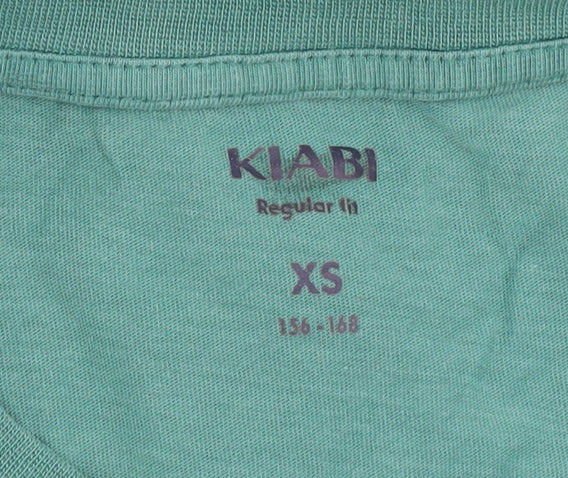 KIABI
Regular fit
XS
156 - 168